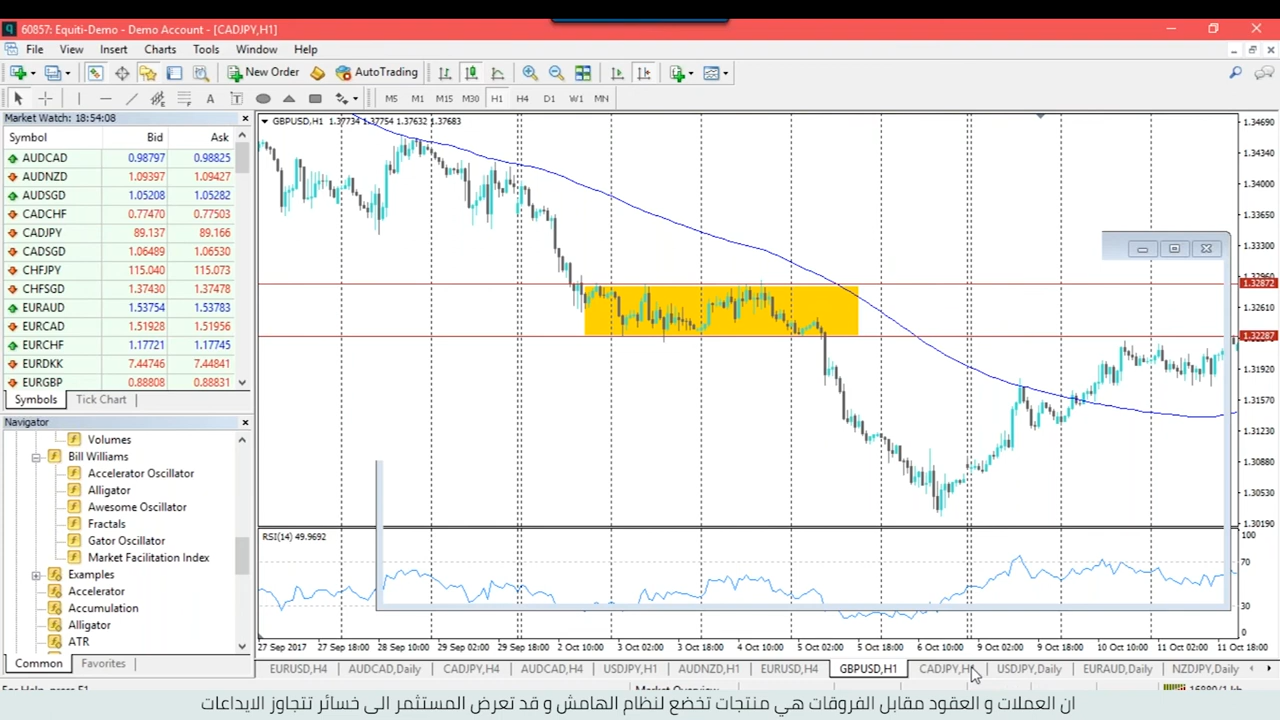 60857: Equiti-Demo - Demo Account - [CADJPY,H1]
File View Insert Charts Tools Window Help
New Order AutoTrading
M1 M5 M15 M30 H1 H4 D1 W1 MN
Market Watch: 18:54:08
Symbol Bid Ask
AUDCAD 0.98797 0.98825
AUDNZD 1.09397 1.09427
AUDSGD 1.05208 1.05282
CADCHF 0.77470 0.77503
CADJPY 89.137 89.166
CADSGD 1.06489 1.06530
CHFJPY 115.040 115.073
CHFSGD 1.37430 1.37478
EURAUD 1.53754 1.53783
EURCAD 1.51928 1.51956
EURCHF 1.17721 1.17745
EURDKK 7.44746 7.44841
EURGBP 0.88808 0.88831
Symbols Tick Chart
Navigator
Volumes
Bill Williams
Accelerator Oscillator
Alligator
Awesome Oscillator
Fractals
Gator Oscillator
Market Facilitation Index
Examples
Accelerator
Accumulation
Alligator
ATR
Common Favorites
GBPUSD,H1 1.37734 1.37754 1.37632 1.37683
1.34690
1.34340
1.34000
1.33650
1.33300
1.32960
1.32872
1.32610
1.32287
1.31920
1.31570
1.31230
1.30880
1.30530
1.30190
RSI(14) 49.9692
100
70
30
0
27 Sep 2017 27 Sep 18:00 28 Sep 10:00 29 Sep 02:00 29 Sep 18:00 2 Oct 10:00 3 Oct 02:00 3 Oct 18:00 4 Oct 10:00 5 Oct 02:00 5 Oct 18:00 6 Oct 10:00 9 Oct 02:00 9 Oct 18:00 10 Oct 10:00 11 Oct 02:00 11 Oct 18:00
EURUSD,H4 AUDCAD,Daily CADJPY,H4 AUDCAD,H4 USDJPY,H1 AUDNZD,H1 EURUSD,H4 GBPUSD,H1 CADJPY,H1 USDJPY,Daily EURAUD,Daily NZDJPY,Daily
For Help, press F1 Market Overview
ان العملات و العقود مقابل الفروقات هي منتجات تخضع لنظام الهامش و قد تعرض المستثمر الى خسائر تتجاوز الايداعات